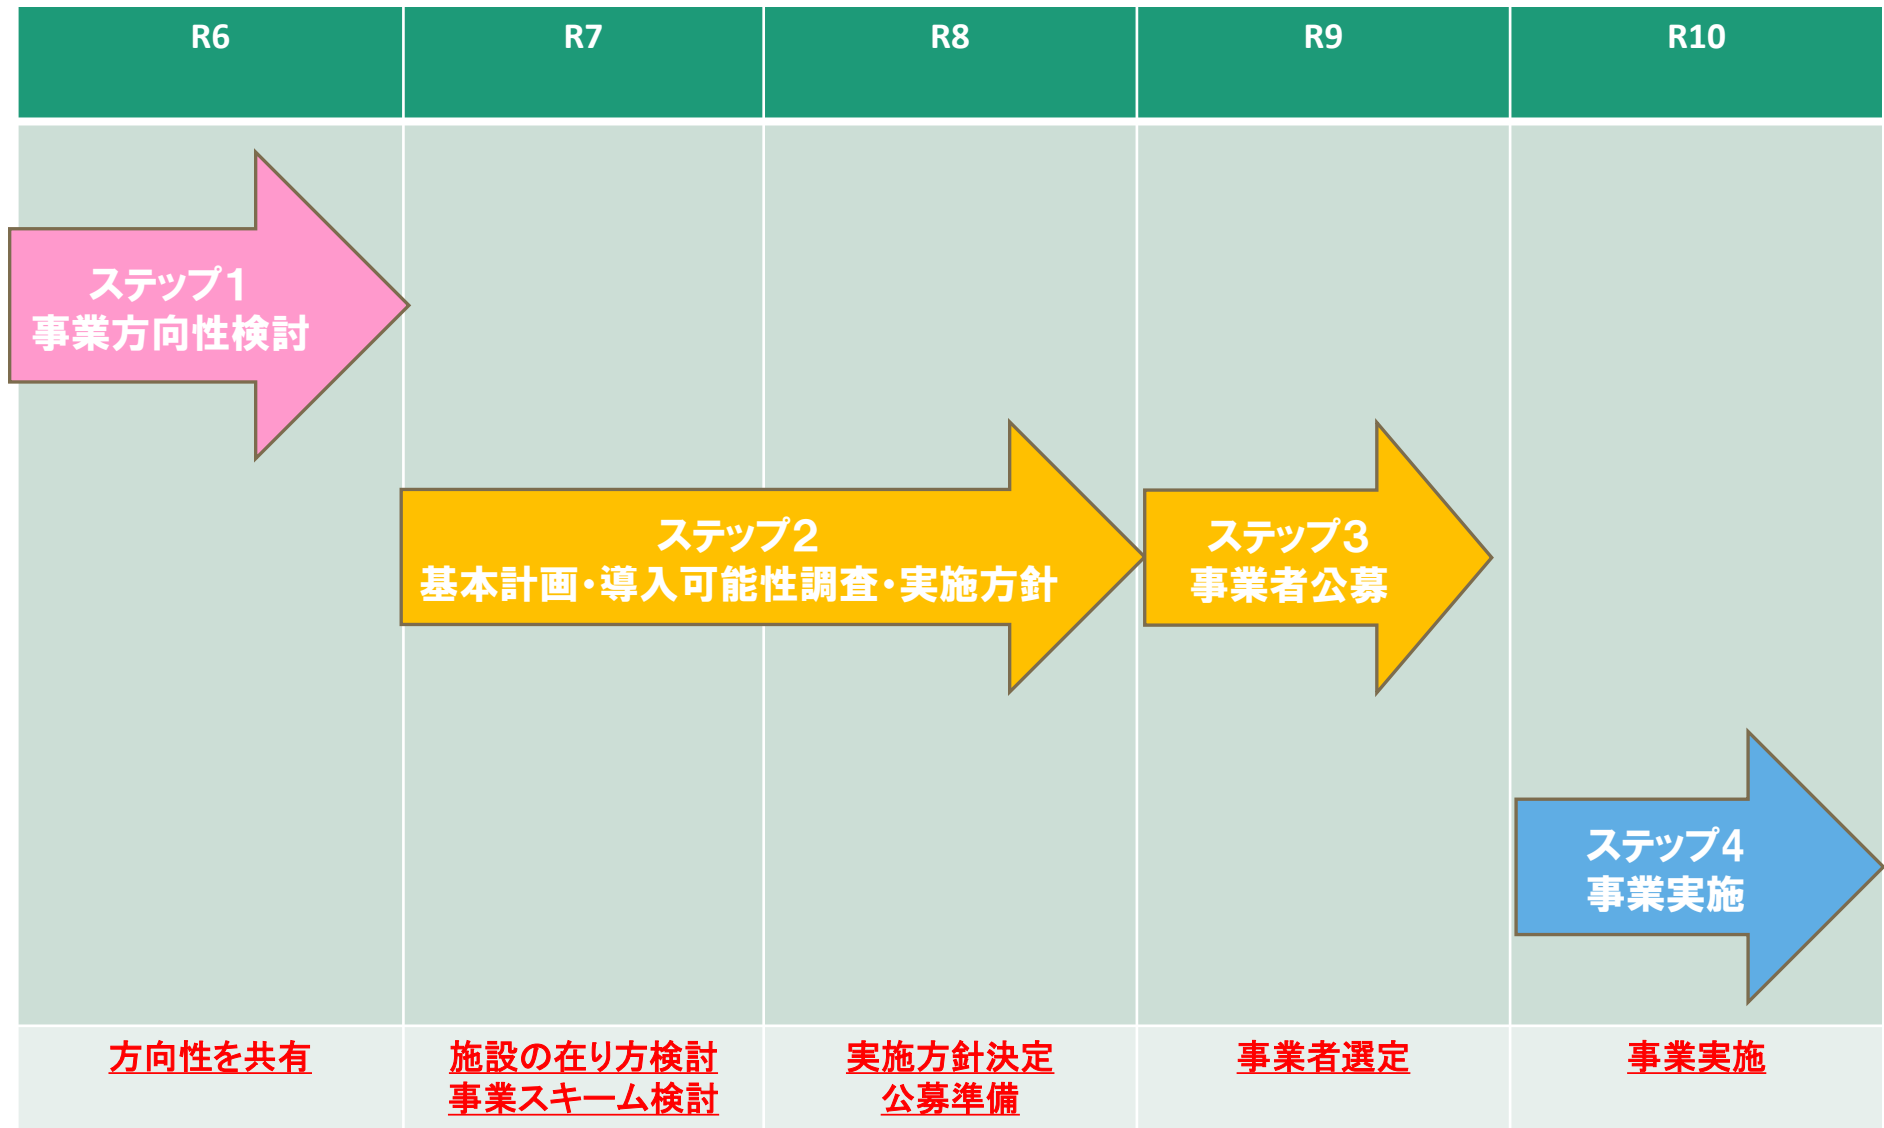 R6
R7
R8
R9
R10
ステップ1
事業方向性検討
ステップ2
基本計画・導入可能性調査・実施方針
ステップ3
事業者公募
ステップ4
事業実施
方向性を共有
施設の在り方検討
事業スキーム検討
実施方針決定
公募準備
事業者選定
事業実施